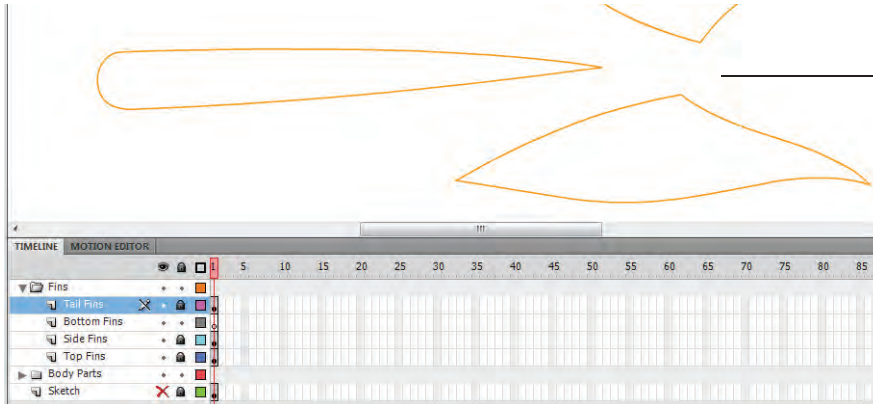 TIMELINE MOTION EDITOR
1 5 10 15 20 25 30 35 40 45 50 55 60 65 70 75 80 85
Fins
Tail Fins
Bottom Fins
Side Fins
Top Fins
Body Parts
Sketch